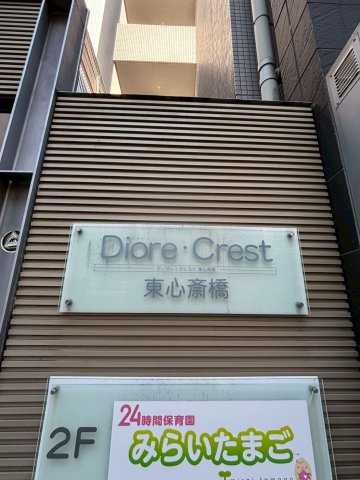 Diore・Crest
東心斎橋
2F
24時間保育園
みらいたまご